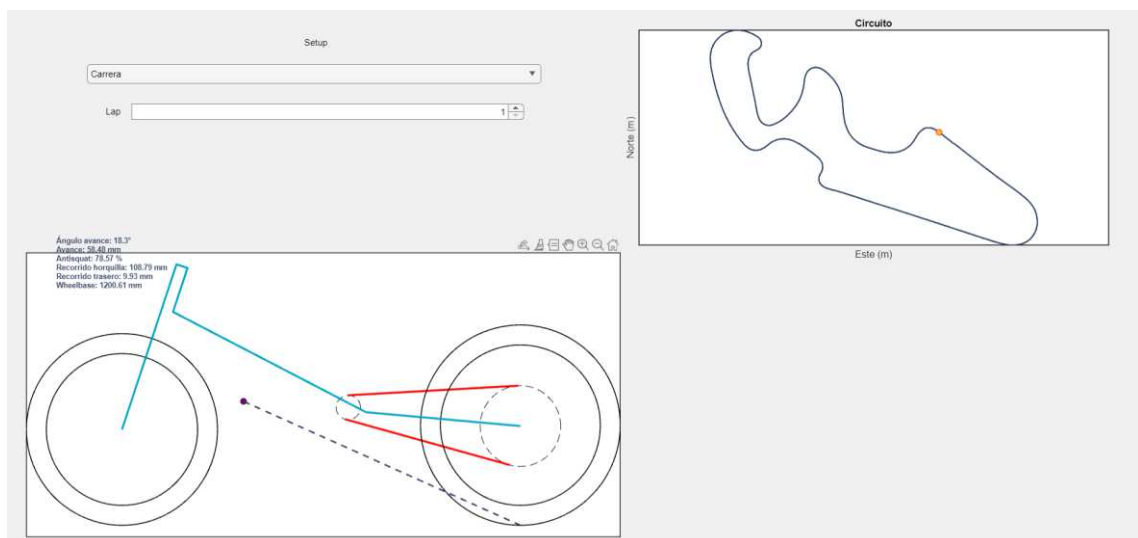 Setup
Carrera
Lap
1
Circuito
Norte (m)
Este (m)
Ángulo avance: 18.3°
Avance: 58.48 mm
Antisquat: 78.57 %
Recorrido horquilla: 108.79 mm
Recorrido trasero: 9.93 mm
Wheelbase: 1200.61 mm